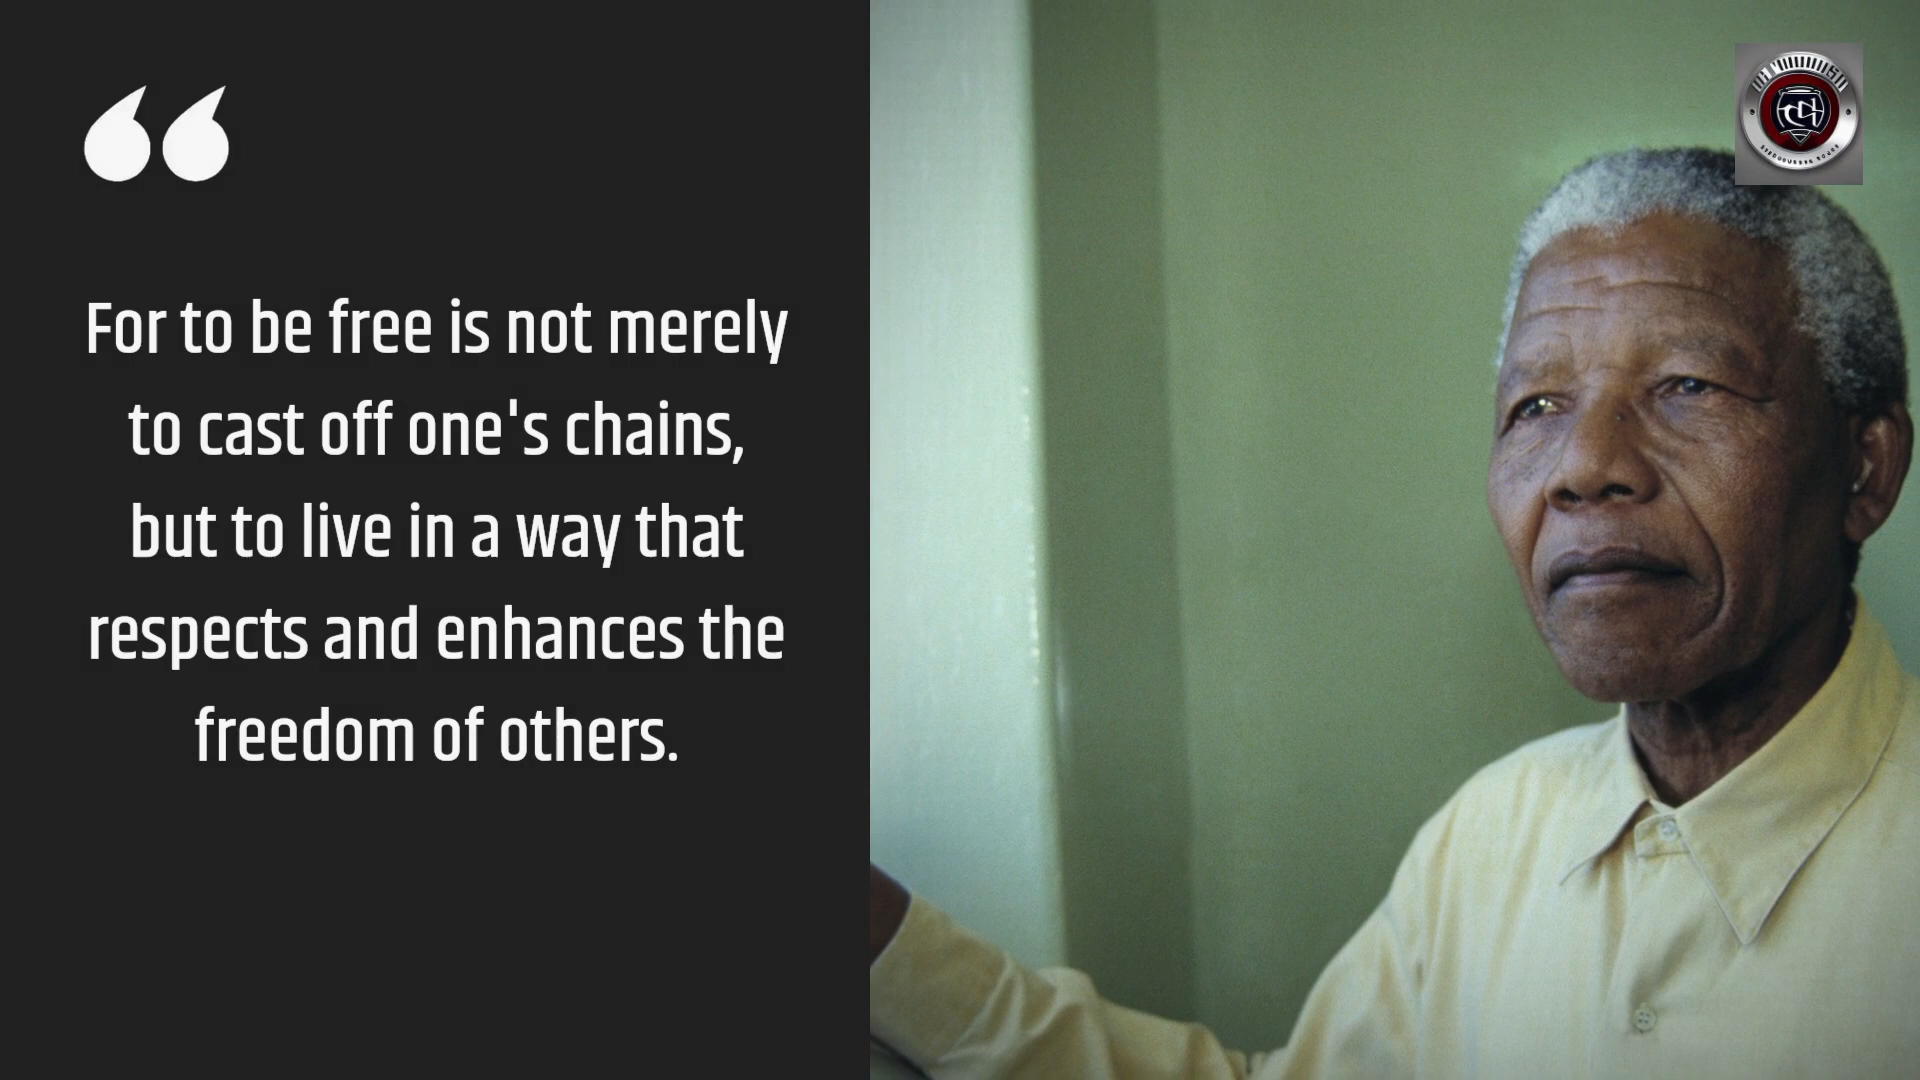 For to be free is not merely
to cast off one's chains,
but to live in a way that
respects and enhances the
freedom of others.